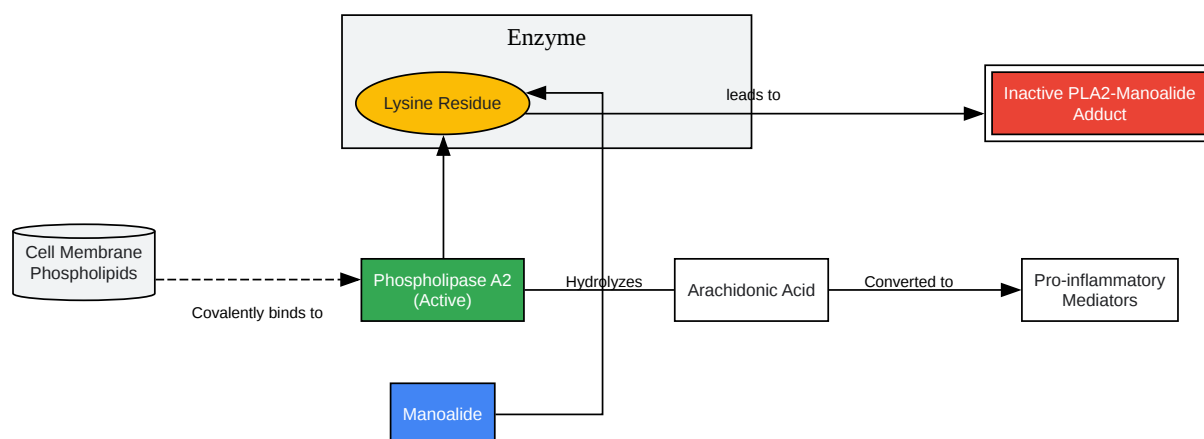 Enzyme
Lysine Residue
leads to
Inactive PLA2-Manoalide
Adduct
Cell Membrane
Phospholipids
Covalently binds to
Phospholipase A2
(Active)
Hydrolyzes
Arachidonic Acid
Converted to
Pro-inflammatory
Mediators
Manoalide